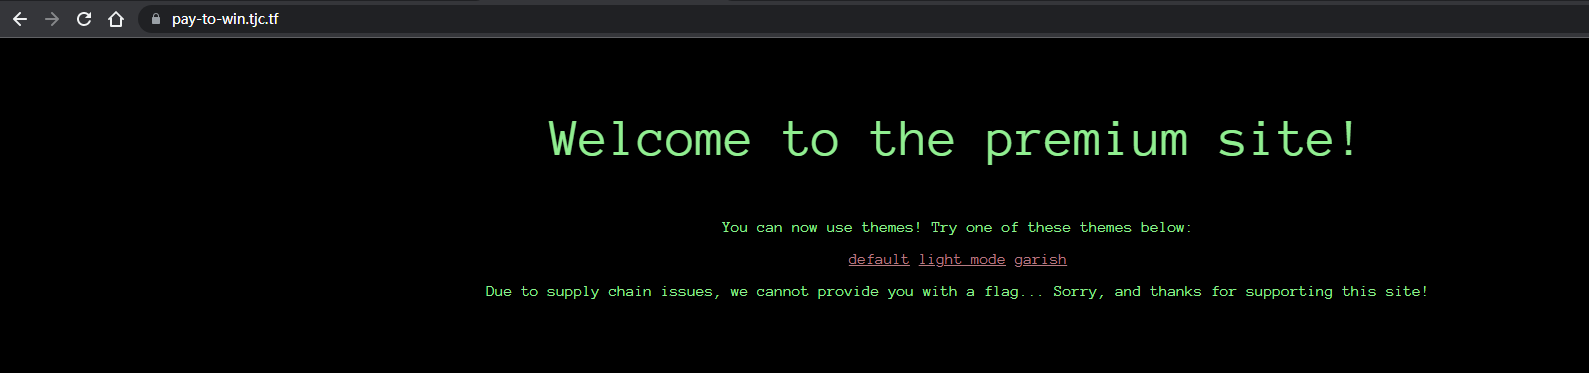 pay-to-win.tjc.tf
Welcome to the premium site!
You can now use themes! Try one of these themes below:
default light mode garish
Due to supply chain issues, we cannot provide you with a flag... Sorry, and thanks for supporting this site!